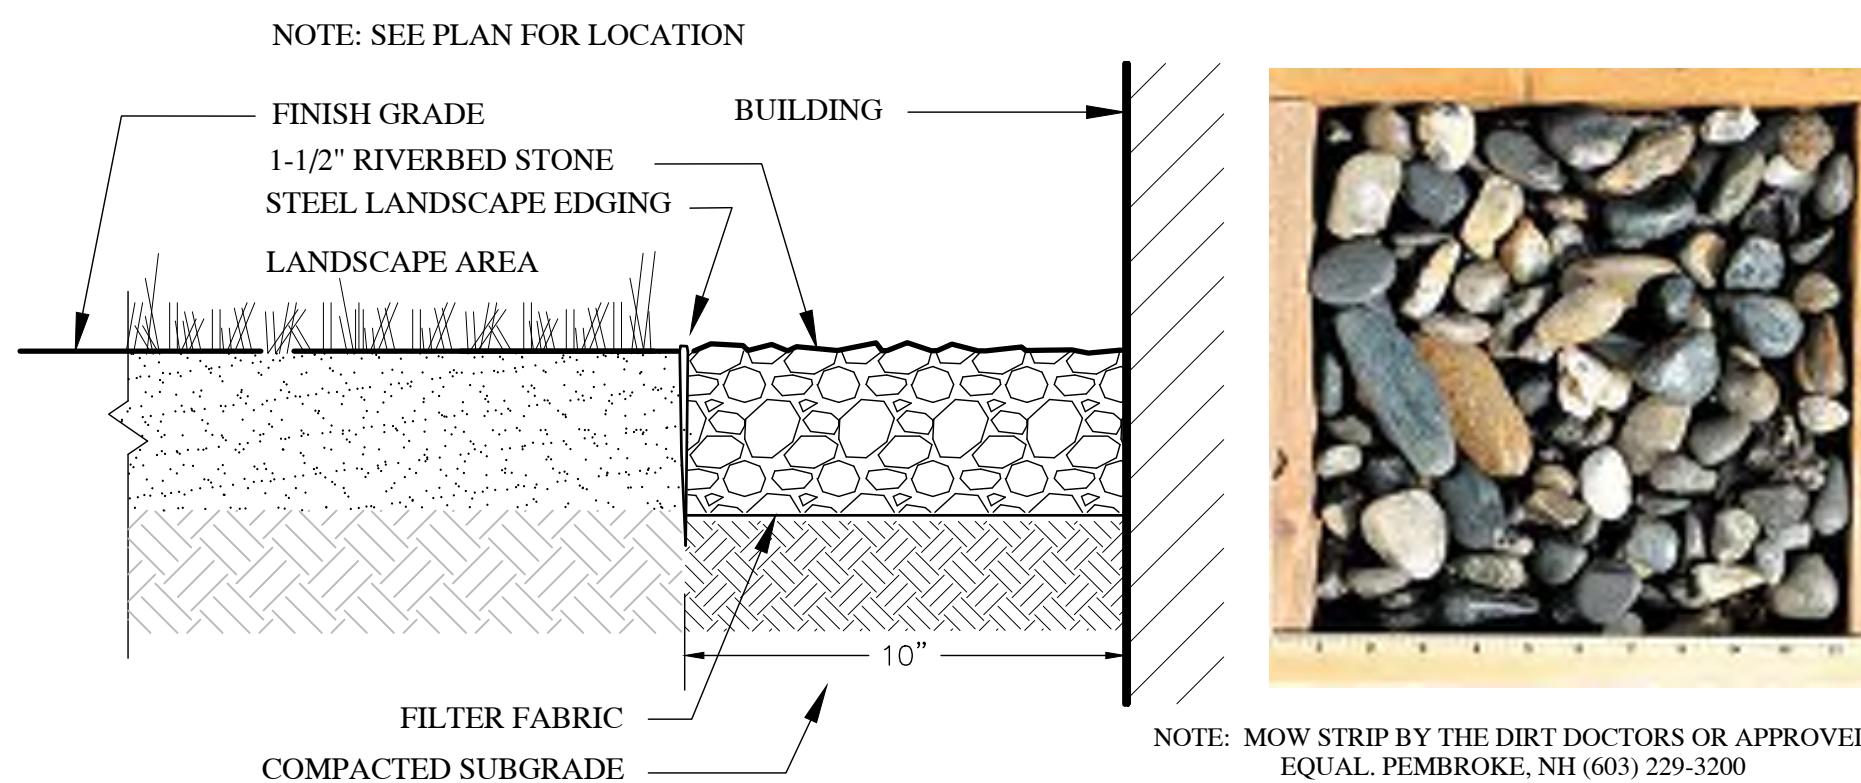 NOTE: SEE PLAN FOR LOCATION
FINISH GRADE
BUILDING
1-1/2" RIVERBED STONE
STEEL LANDSCAPE EDGING
LANDSCAPE AREA
10”
FILTER FABRIC
COMPACTED SUBGRADE
NOTE: MOW STRIP BY THE DIRT DOCTORS OR APPROVED
EQUAL. PEMBROKE, NH (603) 229-3200